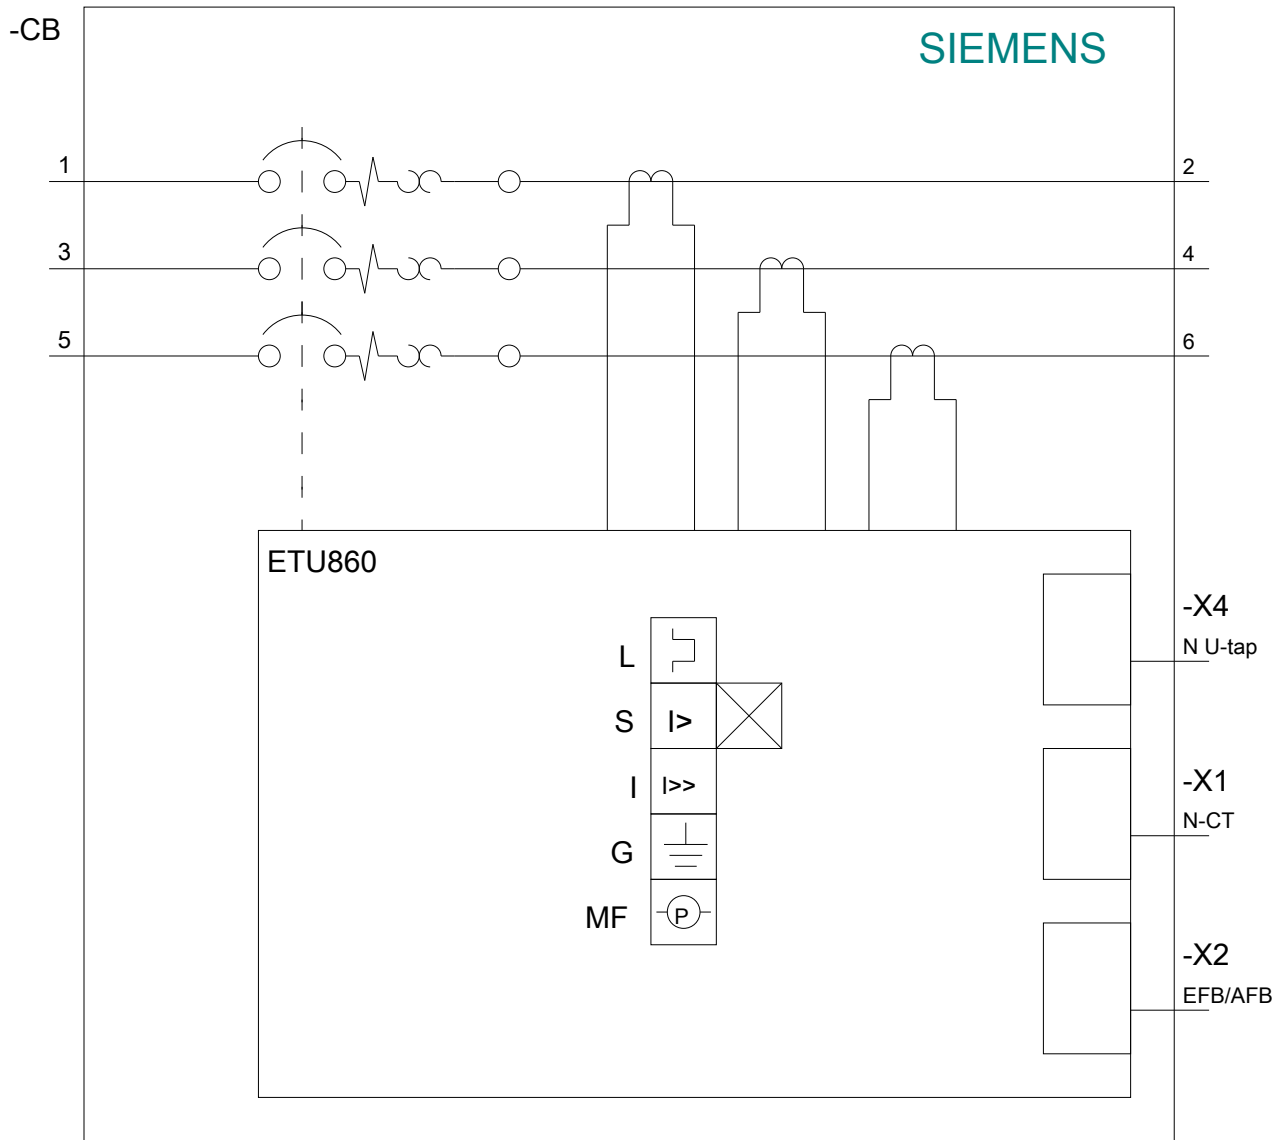 -CB
SIEMENS
1
2
3
4
5
6
ETU860
-X4
N U-tap
L
S
I>
I
I>>
-X1
N-CT
G
MF
P
-X2
EFB/AFB